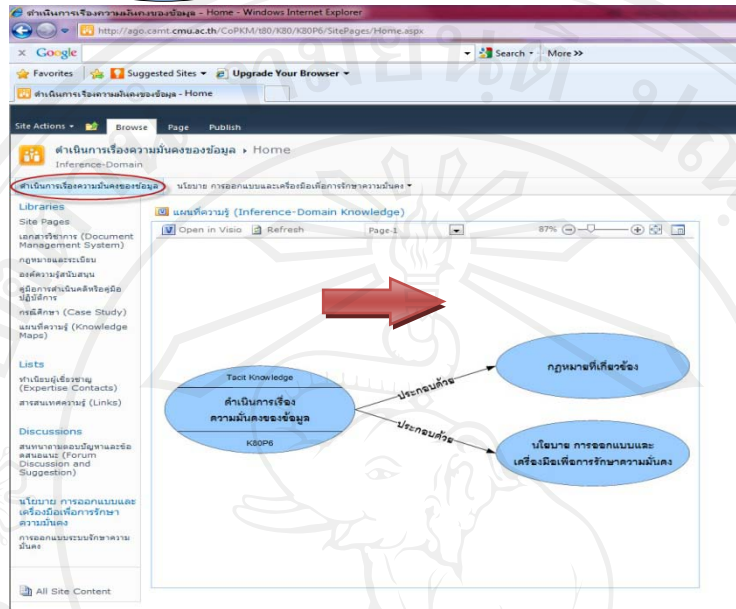 ดำเนินการเรื่องความมั่นคงของข้อมูล - Home - Windows Internet Explorer
http://ago.camt.cmu.ac.th/CoPKM/t80/K80/K80P6/SitePages/Home.aspx
x Google Search More >>
Favorites Suggested Sites Upgrade Your Browser
ดำเนินการเรื่องความมั่นคงของข้อมูล - Home
Site Actions Browse Page Publish
ดำเนินการเรื่องความมั่นคงของข้อมูล Home
Inference-Domain
ดำเนินการเรื่องความมั่นคงของข้อมูล นโยบาย การออกแบบและเครื่องมือเพื่อการรักษาความมั่นคง
Libraries
Site Pages
เอกสารวิชาการ (Document
Management System)
กฎหมายและระเบียบ
องค์ความรู้สนับสนุน
คู่มือการดำเนินคดีหรือคู่มือ
ปฏิบัติการ
กรณีศึกษา (Case Study)
แผนที่ความรู้ (Knowledge
Maps)
Lists
ทำเนียบผู้เชี่ยวชาญ
(Expertise Contacts)
สารสนเทศความรู้ (Links)
Discussions
สนทนาถามตอบปัญหาและข้อ
เสนอแนะ (Forum
Discussion and
Suggestion)
นโยบาย การออกแบบและ
เครื่องมือเพื่อการรักษา
ความมั่นคง
การออกแบบระบบรักษาความ
มั่นคง
All Site Content
แผนที่ความรู้ (Inference-Domain Knowledge)
Open in Visio Refresh Page-1 87%
Tacit Knowledge
ดำเนินการเรื่อง
ความมั่นคงของข้อมูล
K80P6
ประกอบด้วย
กฎหมายที่เกี่ยวข้อง
ประกอบด้วย
นโยบาย การออกแบบและ
เครื่องมือเพื่อการรักษาความมั่นคง